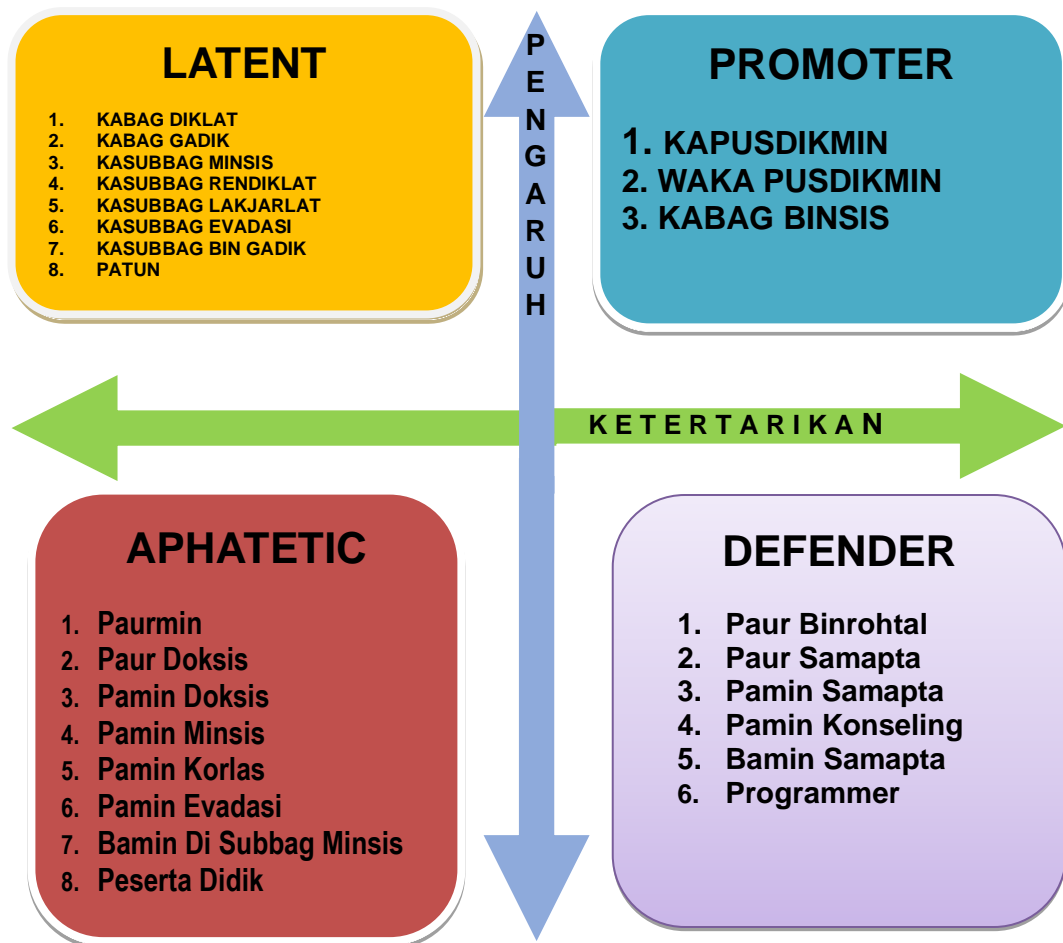 LATENT
1. KABAG DIKLAT
2. KABAG GADIK
3. KASUBBAG MINSIS
4. KASUBBAG RENDIKLAT
5. KASUBBAG LAKJARLAT
6. KASUBBAG EVADASI
7. KASUBBAG BIN GADIK
8. PATUN
PENGARUH
PROMOTER
1. KAPUSDIKMIN
2. WAKA PUSDIKMIN
3. KABAG BINSIS
KETERTARIKAN
APHATETIC
1. Paurmin
2. Paur Doksis
3. Pamin Doksis
4. Pamin Minsis
5. Pamin Korlas
6. Pamin Evadasi
7. Bamin Di Subbag Minsis
8. Peserta Didik
DEFENDER
1. Paur Binrohtal
2. Paur Samapta
3. Pamin Samapta
4. Pamin Konseling
5. Bamin Samapta
6. Programmer